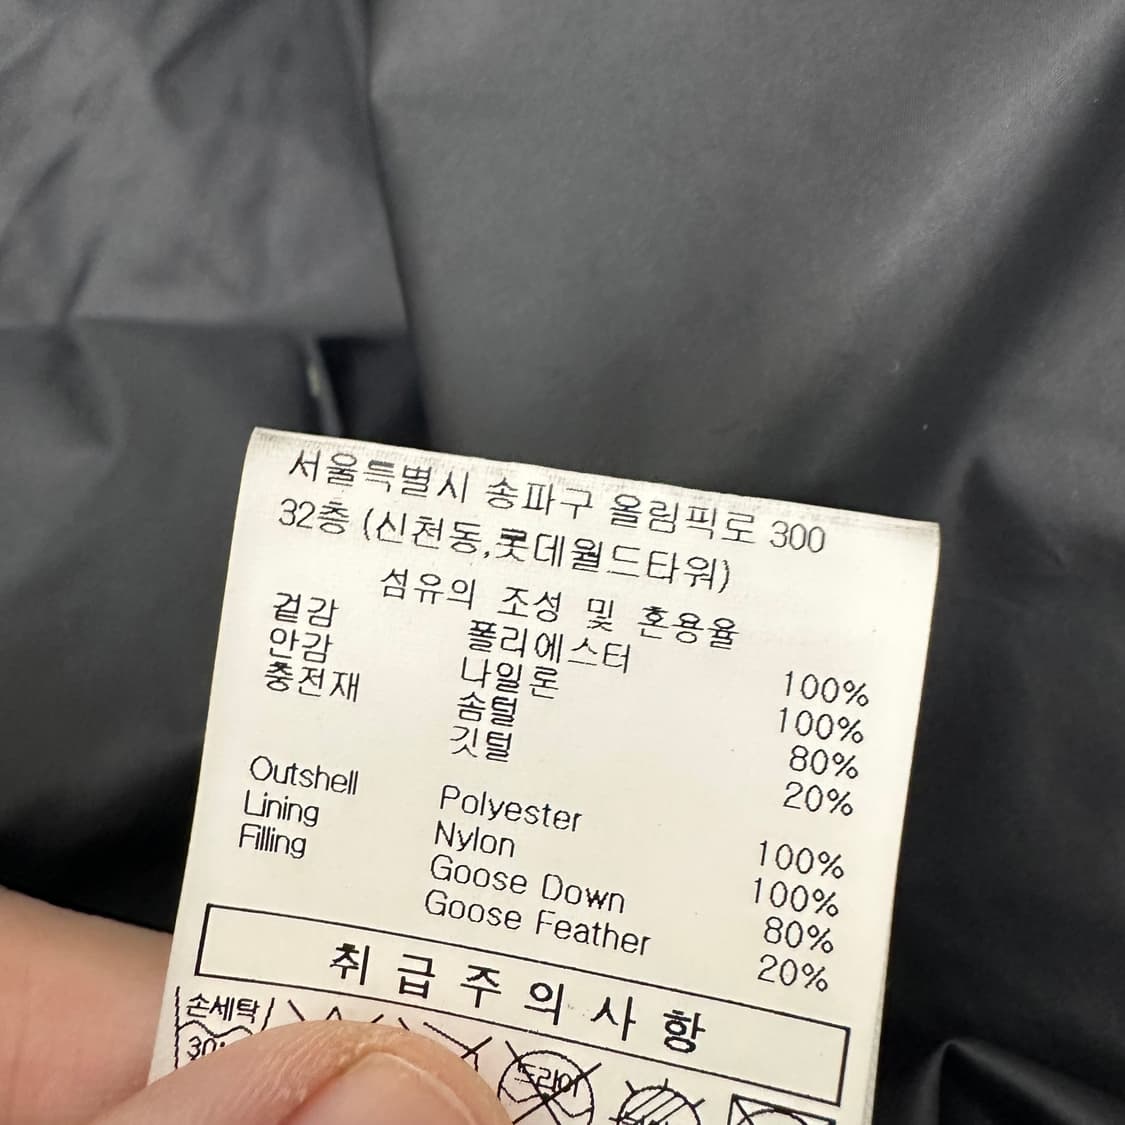 서울특별시 송파구 올림픽로 300
32층 (신천동,롯데월드타워)
섬유의 조성 및 혼용율
겉감 폴리에스터 100%
안감 나일론 100%
충전재 솜털 80%
깃털 20%
Outshell Polyester 100%
Lining Nylon 100%
Filling Goose Down 80%
Goose Feather 20%
취급주의사항
손세탁
30
드라이